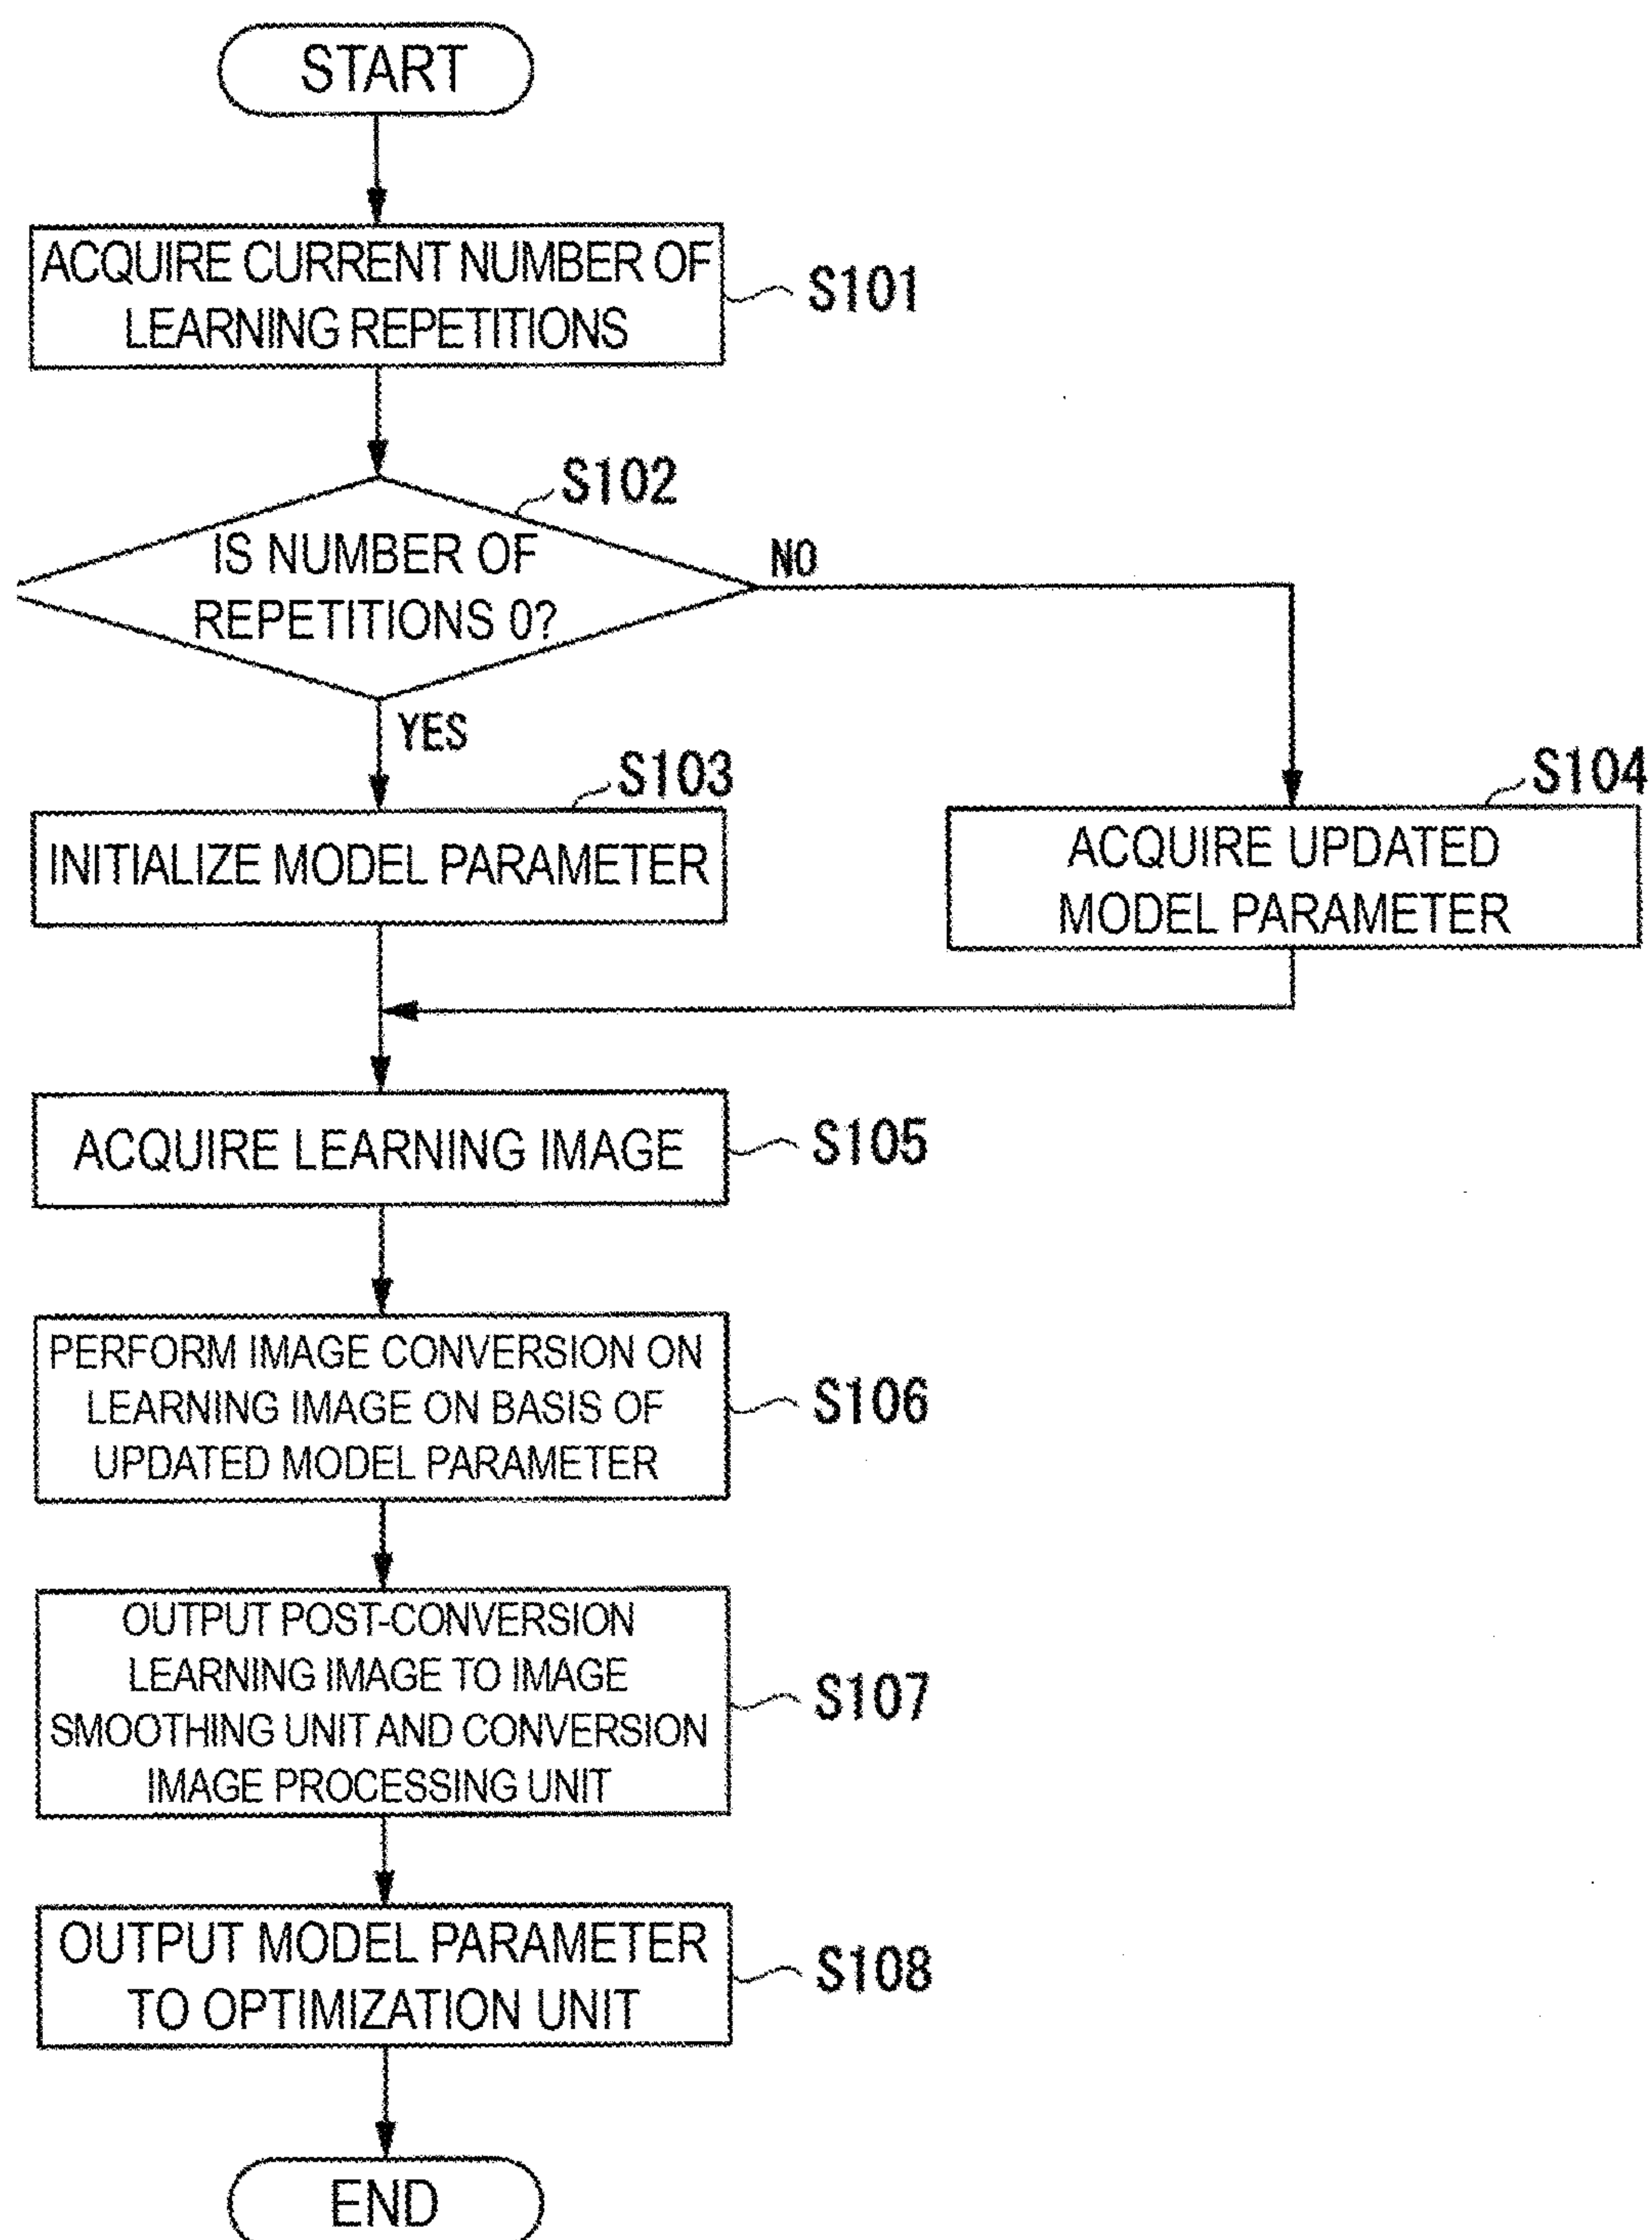 START
ACQUIRE CURRENT NUMBER OF
LEARNING REPETITIONS
S101
S102
IS NUMBER OF
REPETITIONS 0?
NO
YES
S103
INITIALIZE MODEL PARAMETER
S104
ACQUIRE UPDATED
MODEL PARAMETER
ACQUIRE LEARNING IMAGE
S105
PERFORM IMAGE CONVERSION ON
LEARNING IMAGE ON BASIS OF
UPDATED MODEL PARAMETER
S106
OUTPUT POST-CONVERSION
LEARNING IMAGE TO IMAGE
SMOOTHING UNIT AND CONVERSION
IMAGE PROCESSING UNIT
S107
OUTPUT MODEL PARAMETER
TO OPTIMIZATION UNIT
S108
END